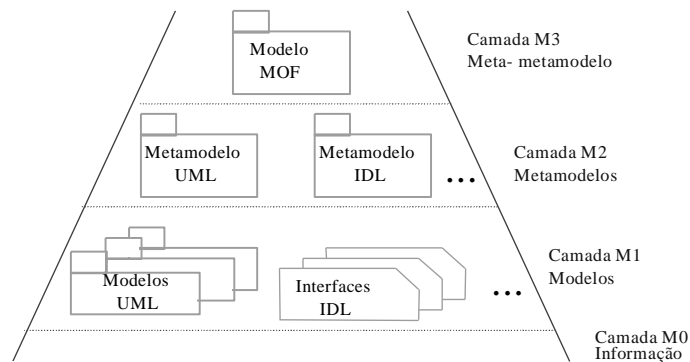 Modelo
MOF
Camada M3
Meta- metamodelo
Metamodelo
UML
Metamodelo
IDL
...
Camada M2
Metamodelos
Modelos
UML
Interfaces
IDL
...
Camada M1
Modelos
Camada M0
Informação